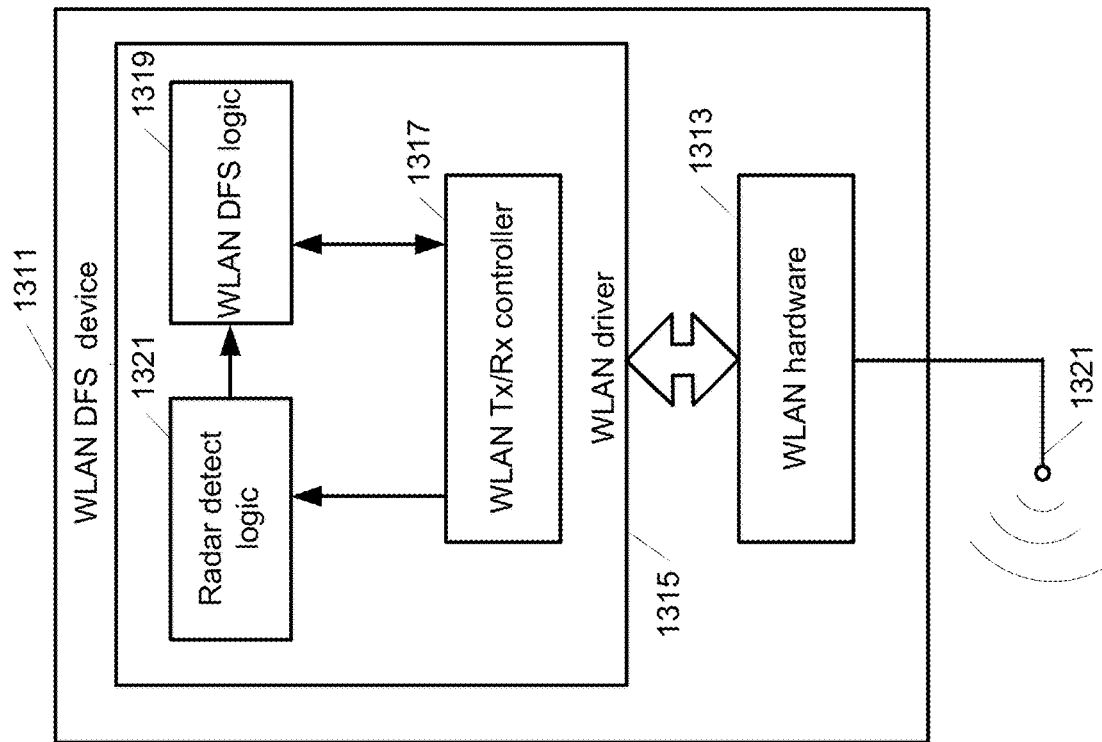 1311
WLAN DFS device
1321
1319
Radar detect
logic
WLAN DFS logic
1317
WLAN Tx/Rx controller
WLAN driver
1315
1313
WLAN hardware
1321